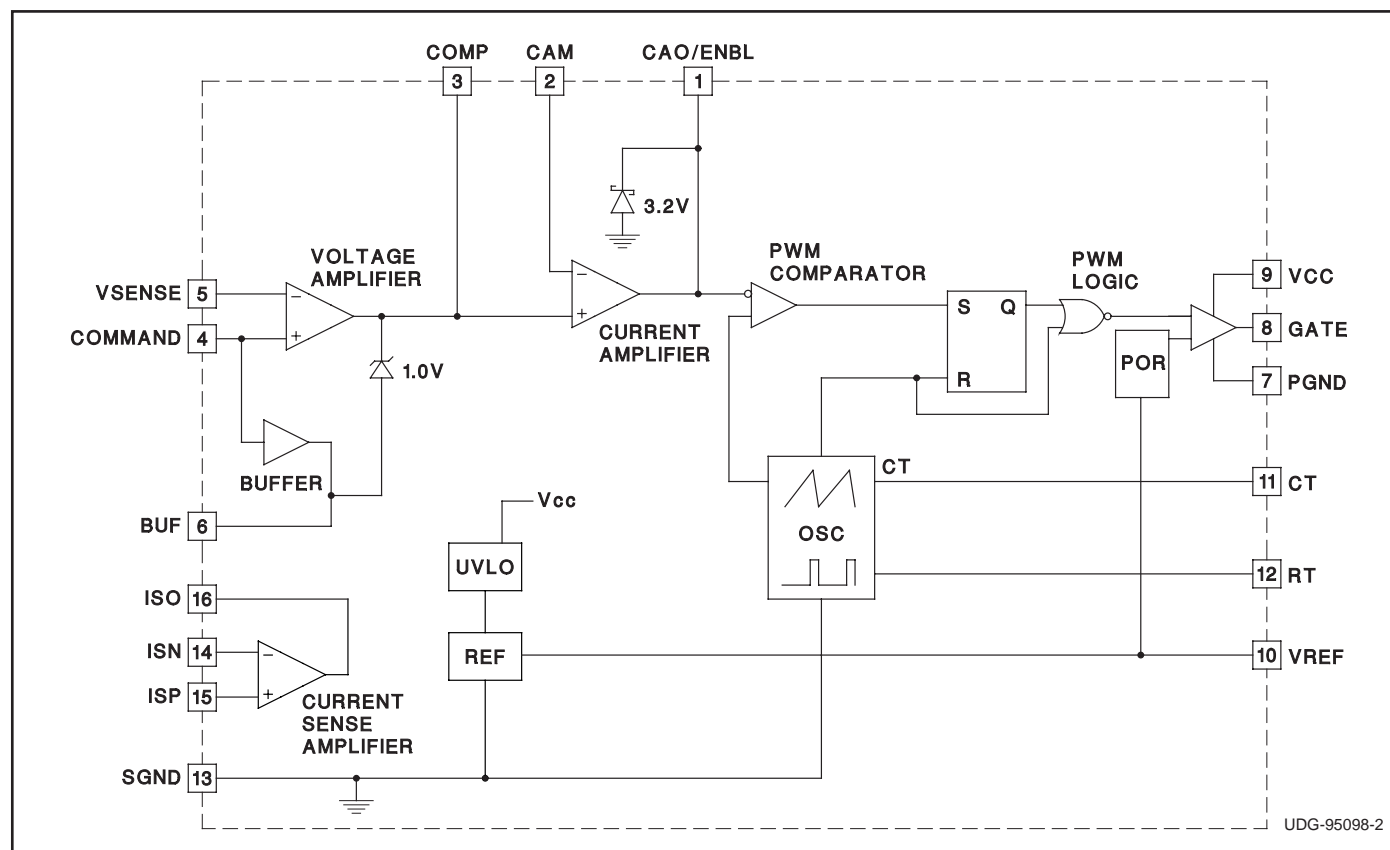 COMP
CAM
CAO/ENBL
3
2
1
3.2V
VOLTAGE
AMPLIFIER
PWM
COMPARATOR
PWM
LOGIC
VSENSE 5
−
COMMAND 4
+
1.0V
−
+
CURRENT
AMPLIFIER
S Q
R
POR
9 VCC
8 GATE
7 PGND
BUFFER
BUF 6
CT
OSC
11 CT
12 RT
Vcc
UVLO
REF
10 VREF
ISO 16
ISN 14
−
ISP 15
+
CURRENT
SENSE
AMPLIFIER
SGND 13
UDG-95098-2